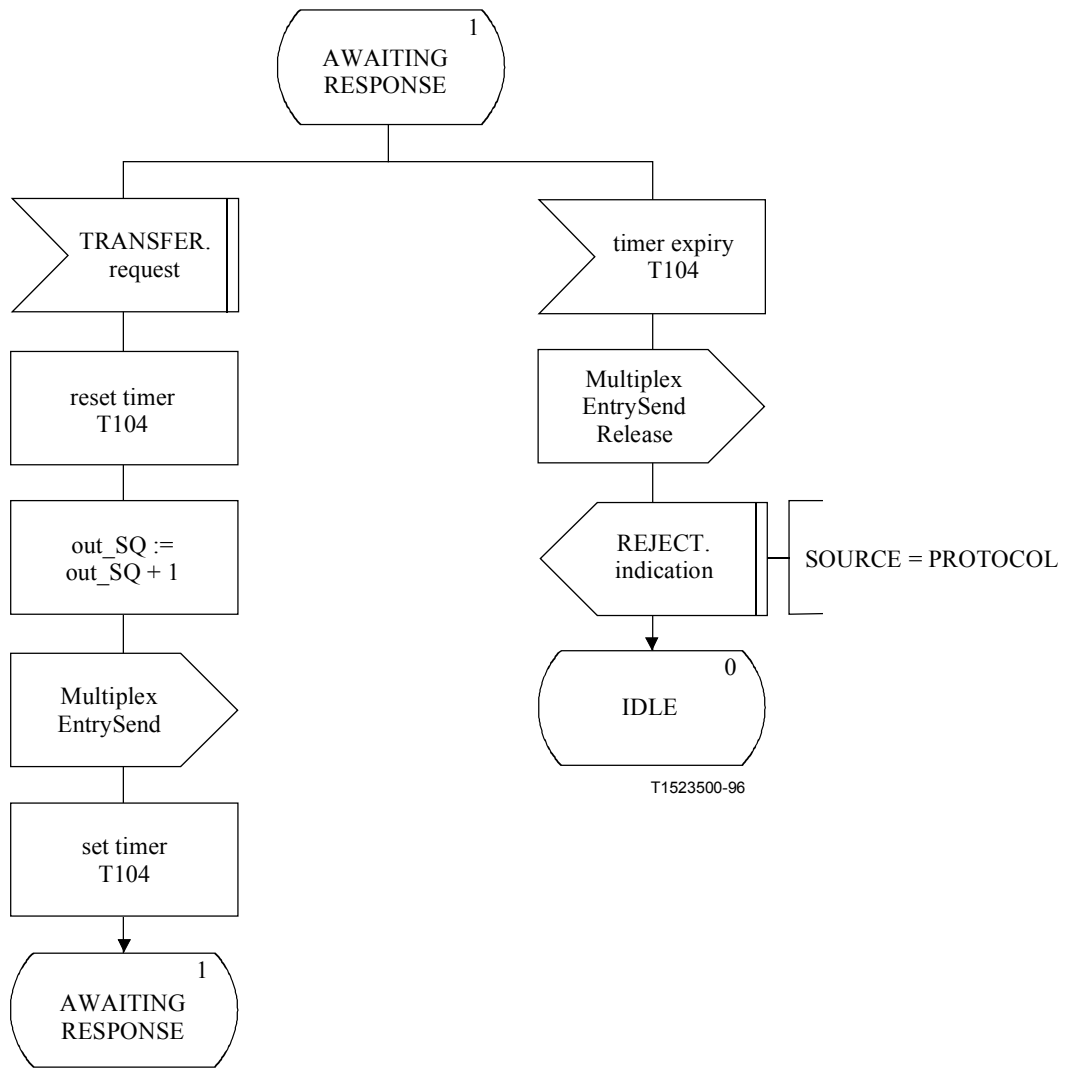 1
AWAITING
RESPONSE
TRANSFER.
request
reset timer
T104
out_SQ :=
out_SQ + 1
Multiplex
EntrySend
set timer
T104
1
AWAITING
RESPONSE
timer expiry
T104
Multiplex
EntrySend
Release
REJECT.
indication
SOURCE = PROTOCOL
0
IDLE
T1523500-96